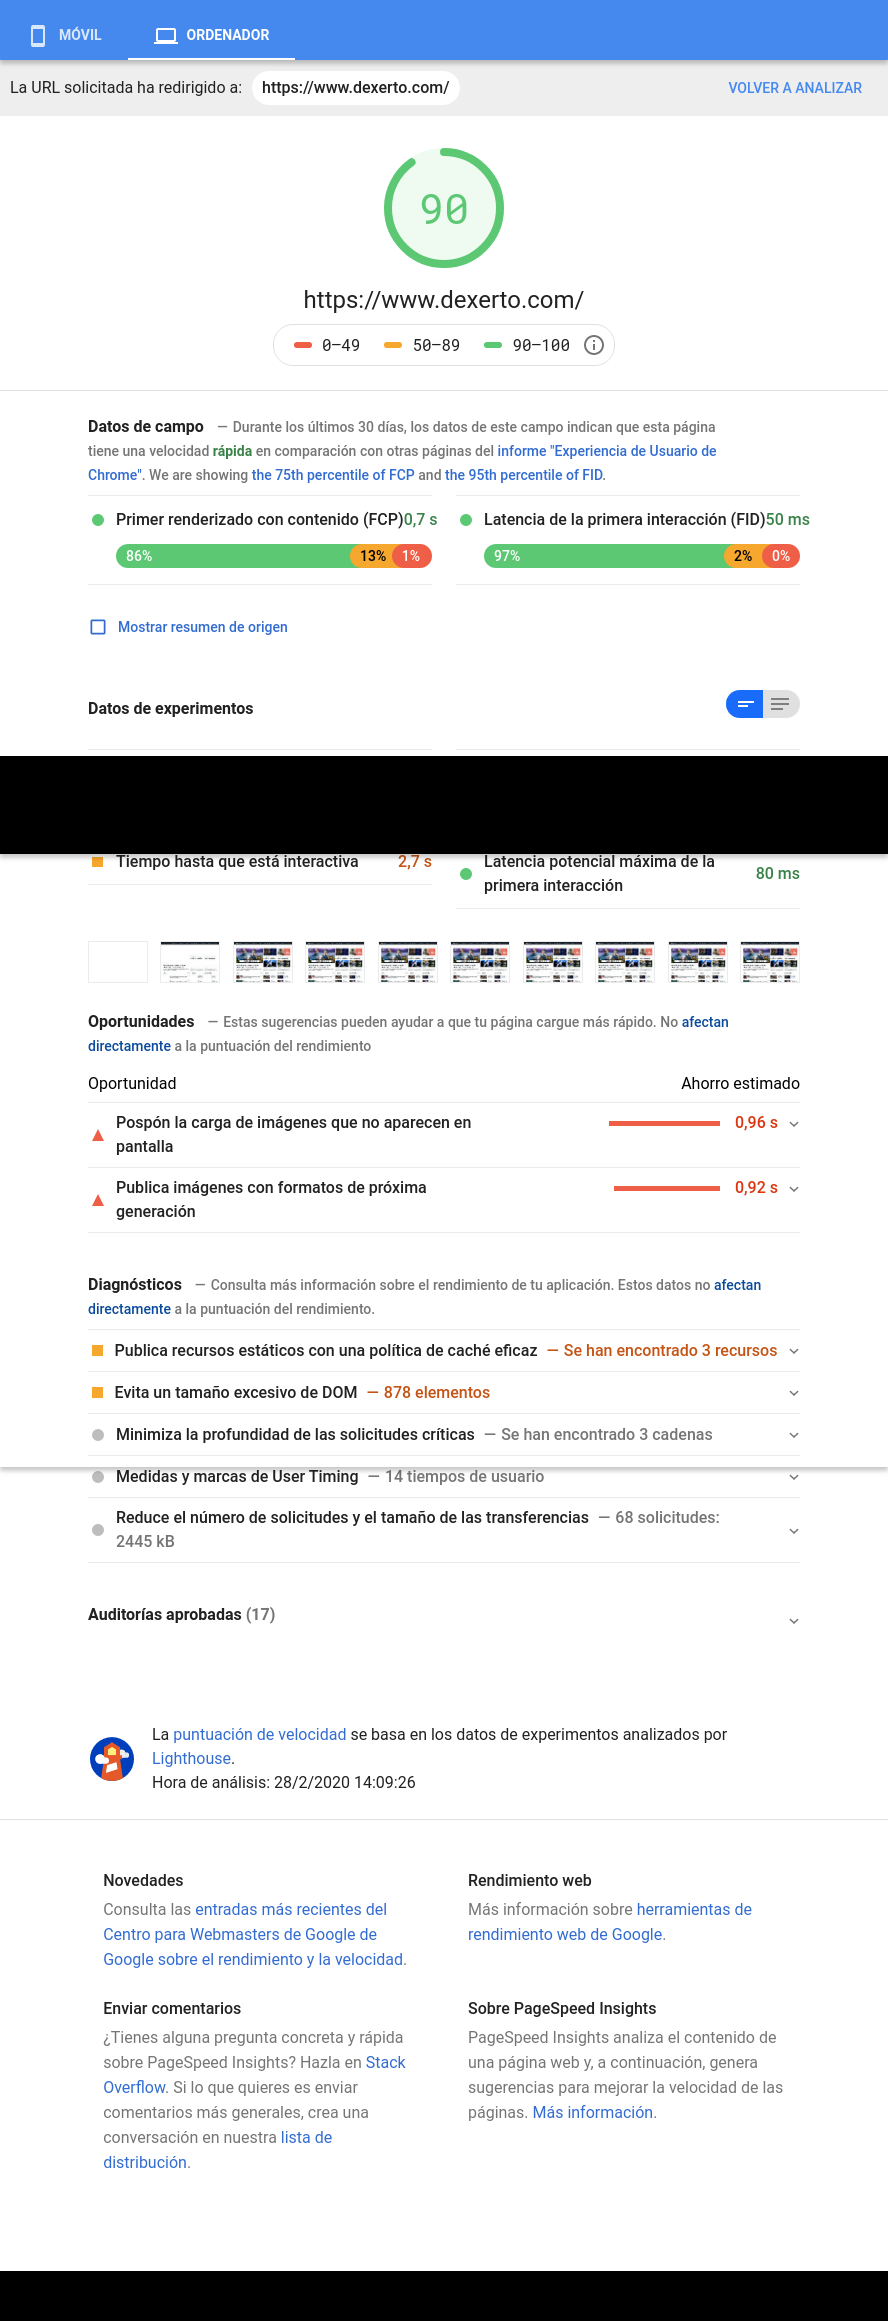 MÓVIL
ORDENADOR
La URL solicitada ha redirigido a: https://www.dexerto.com/ VOLVER A ANALIZAR
90
https://www.dexerto.com/
0–49 50–89 90–100
Datos de campo — Durante los últimos 30 días, los datos de este campo indican que esta página
tiene una velocidad rápida en comparación con otras páginas del informe "Experiencia de Usuario de
Chrome". We are showing the 75th percentile of FCP and the 95th percentile of FID.
Primer renderizado con contenido (FCP) 0,7 s
86% 13% 1%
Latencia de la primera interacción (FID) 50 ms
97% 2% 0%
Mostrar resumen de origen
Datos de experimentos
Tiempo hasta que está interactiva 2,7 s
Latencia potencial máxima de la
primera interacción
80 ms
Oportunidades — Estas sugerencias pueden ayudar a que tu página cargue más rápido. No afectan
directamente a la puntuación del rendimiento
Oportunidad Ahorro estimado
Pospón la carga de imágenes que no aparecen en
pantalla
0,96 s
Publica imágenes con formatos de próxima
generación
0,92 s
Diagnósticos — Consulta más información sobre el rendimiento de tu aplicación. Estos datos no afectan
directamente a la puntuación del rendimiento.
Publica recursos estáticos con una política de caché eficaz — Se han encontrado 3 recursos
Evita un tamaño excesivo de DOM — 878 elementos
Minimiza la profundidad de las solicitudes críticas — Se han encontrado 3 cadenas
Medidas y marcas de User Timing — 14 tiempos de usuario
Reduce el número de solicitudes y el tamaño de las transferencias — 68 solicitudes:
2445 kB
Auditorías aprobadas (17)
La puntuación de velocidad se basa en los datos de experimentos analizados por
Lighthouse.
Hora de análisis: 28/2/2020 14:09:26
Novedades
Consulta las entradas más recientes del
Centro para Webmasters de Google de
Google sobre el rendimiento y la velocidad.
Rendimiento web
Más información sobre herramientas de
rendimiento web de Google.
Enviar comentarios
¿Tienes alguna pregunta concreta y rápida
sobre PageSpeed Insights? Hazla en Stack
Overflow. Si lo que quieres es enviar
comentarios más generales, crea una
conversación en nuestra lista de
distribución.
Sobre PageSpeed Insights
PageSpeed Insights analiza el contenido de
una página web y, a continuación, genera
sugerencias para mejorar la velocidad de las
páginas. Más información.